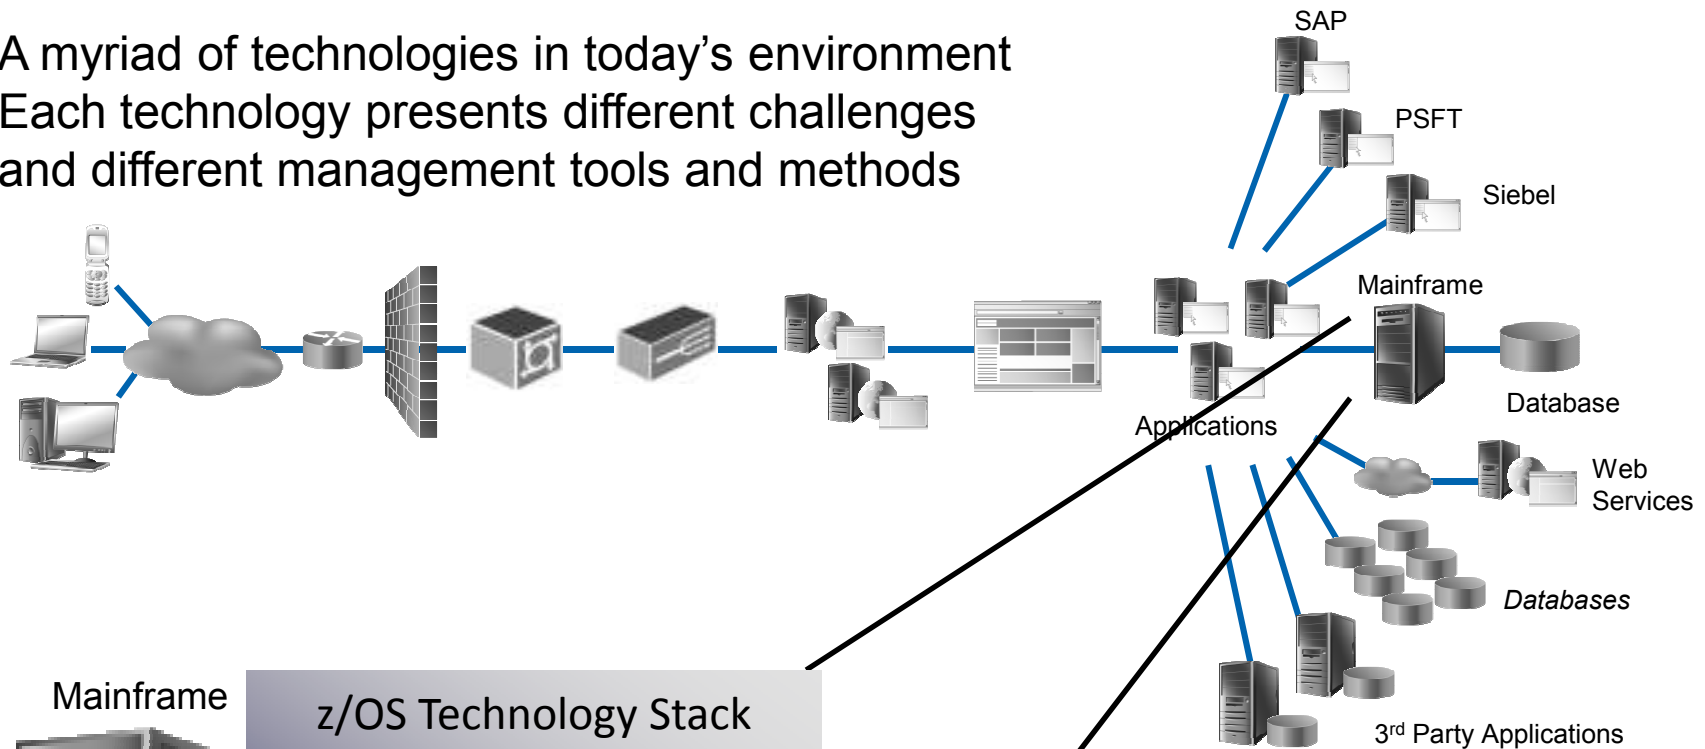 A myriad of technologies in today’s environment
Each technology presents different challenges
and different management tools and methods
SAP
PSFT
Siebel
Mainframe
Database
Applications
Web
Services
Databases
3rd Party Applications
Mainframe
z/OS Technology Stack